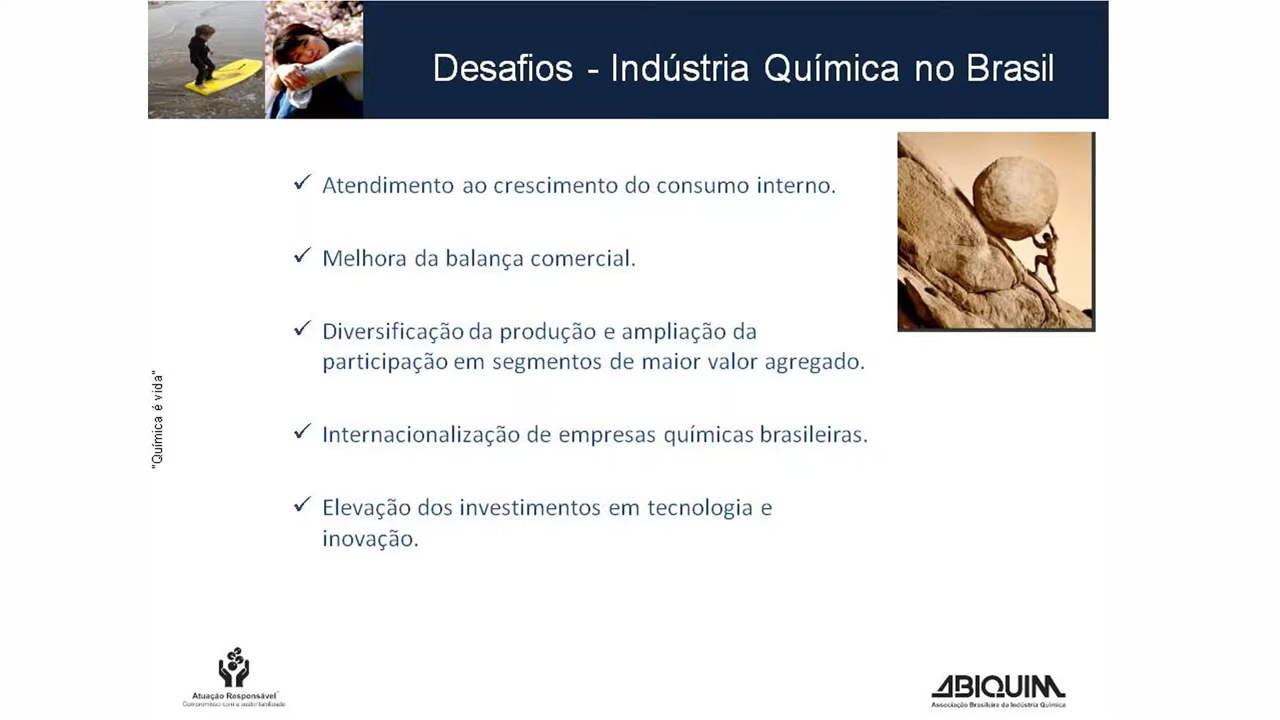 Desafios - Indústria Química no Brasil
Atendimento ao crescimento do consumo interno.
Melhora da balança comercial.
Diversificação da produção e ampliação da
participação em segmentos de maior valor agregado.
Internacionalização de empresas químicas brasileiras.
Elevação dos investimentos em tecnologia e
inovação.
"Química é vida"
Atuação Responsável
Compromisso com a sustentabilidade
ABIQUIM
Associação Brasileira da Indústria Química